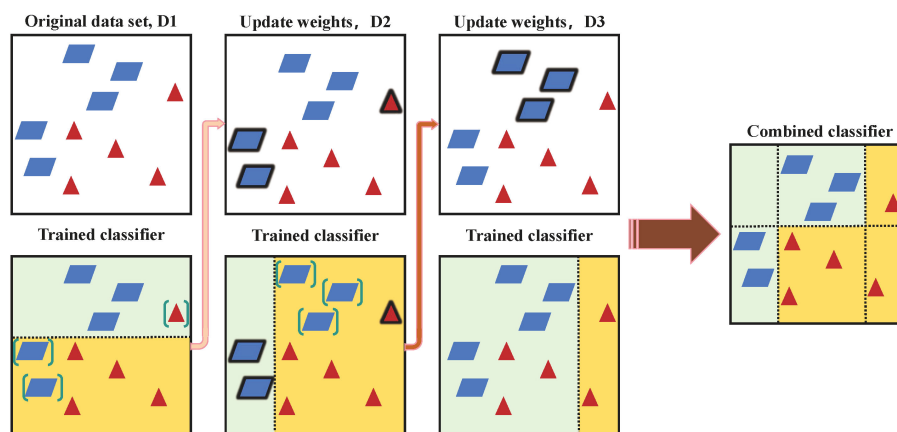 Original data set, D1
Update weights， D2
Update weights， D3
Combined classifier
Trained classifier
Trained classifier
Trained classifier